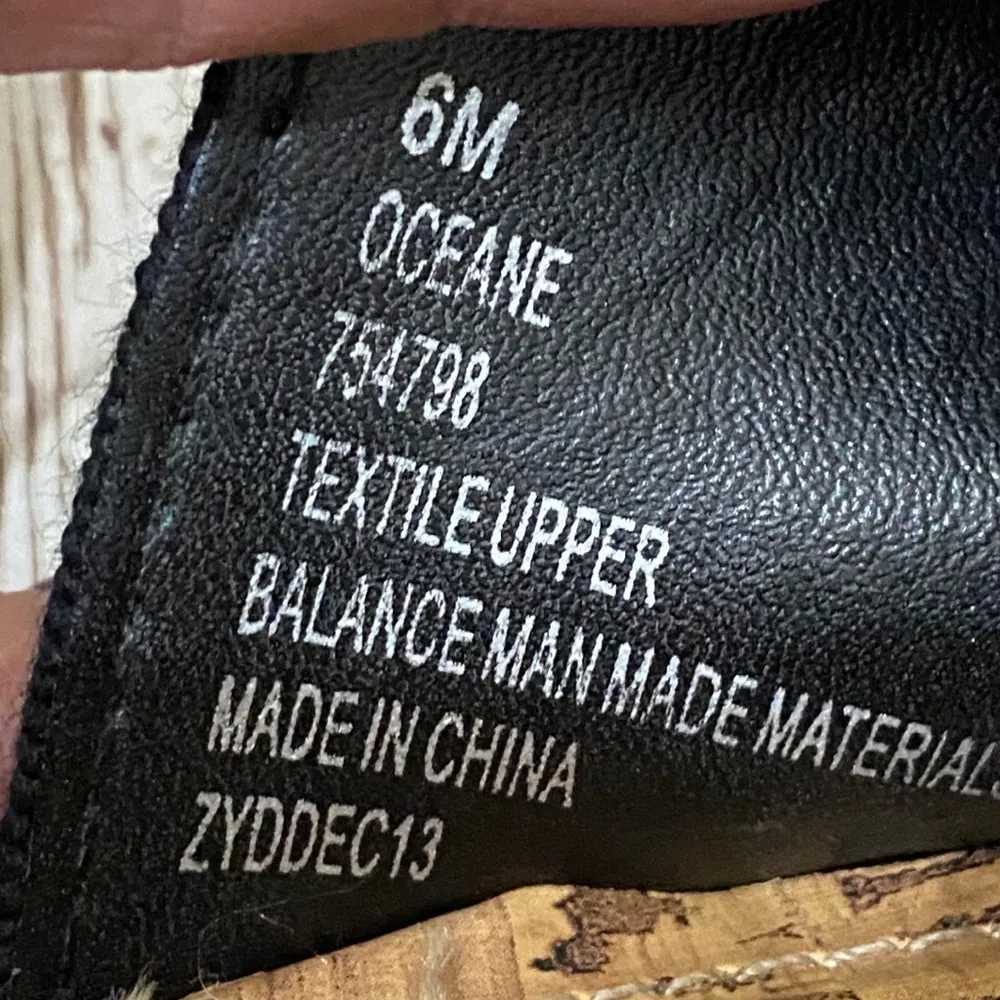 6M
OCEANE
754798
TEXTILE UPPER
BALANCE MAN MADE MATERIALS
MADE IN CHINA
ZYDDEC13